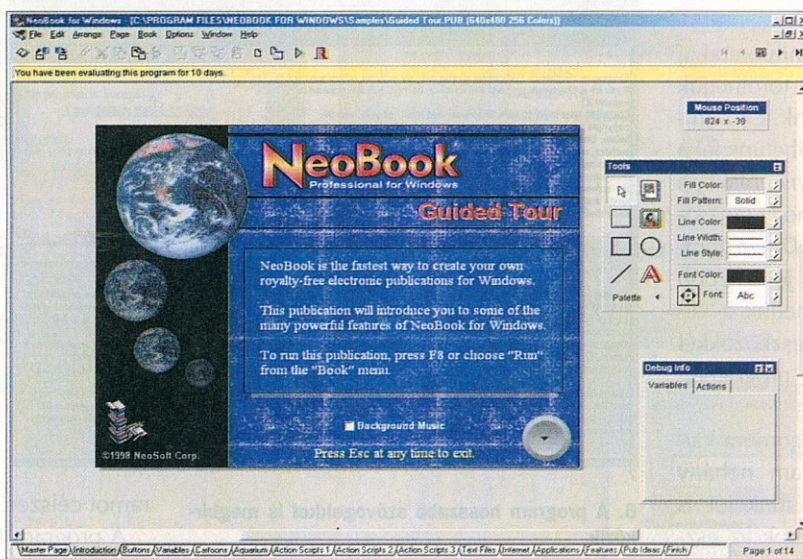 NeoBook for Windows - [C:\PROGRAM FILES\NEOBOOK FOR WINDOWS\Samples\Guided Tour.PUB (640x480 256 Colors)]
File Edit Arrange Page Book Options Window Help
You have been evaluating this program for 10 days.
Mouse Position
824 x -39
NeoBook
Professional for Windows
Guided Tour
NeoBook is the fastest way to create your own
royalty-free electronic publications for Windows.
This publication will introduce you to some of the
many powerful features of NeoBook for Windows.
To run this publication, press F8 or choose "Run"
from the "Book" menu.
Background Music
Press Esc at any time to exit.
©1998 NeoSoft Corp.
Tools
Fill Color:
Fill Pattern: Solid
Line Color:
Line Width:
Line Style:
Font Color:
Palette Font: Abc
Debug Info
Variables Actions
Master Page Introduction Buttons Variables Cartoons Aquarium Action Scripts 1 Action Scripts 2 Action Scripts 3 Text Files Internet Applications Features Pub Ideas Finish Page 1 of 14